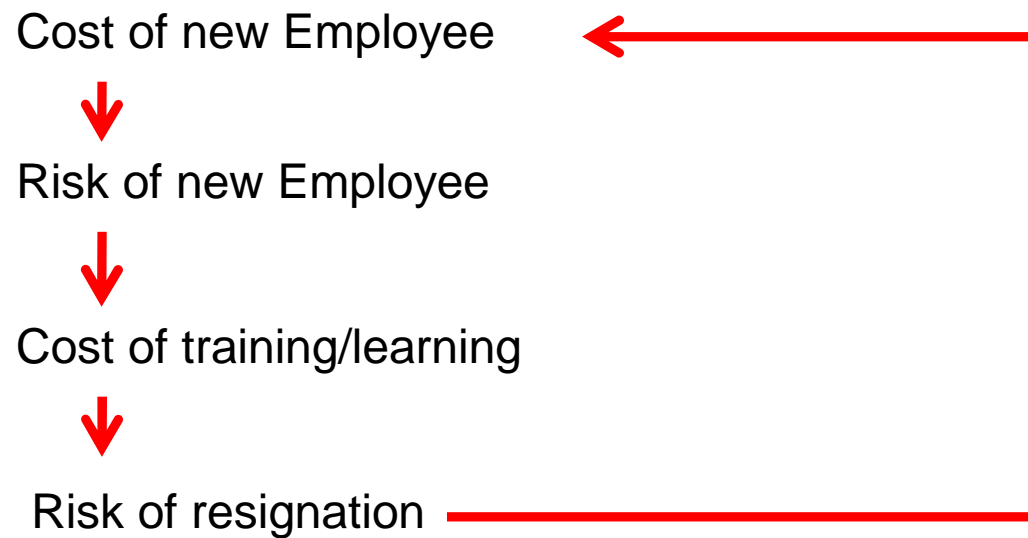 Cost of new Employee
Risk of new Employee
Cost of training/learning
Risk of resignation